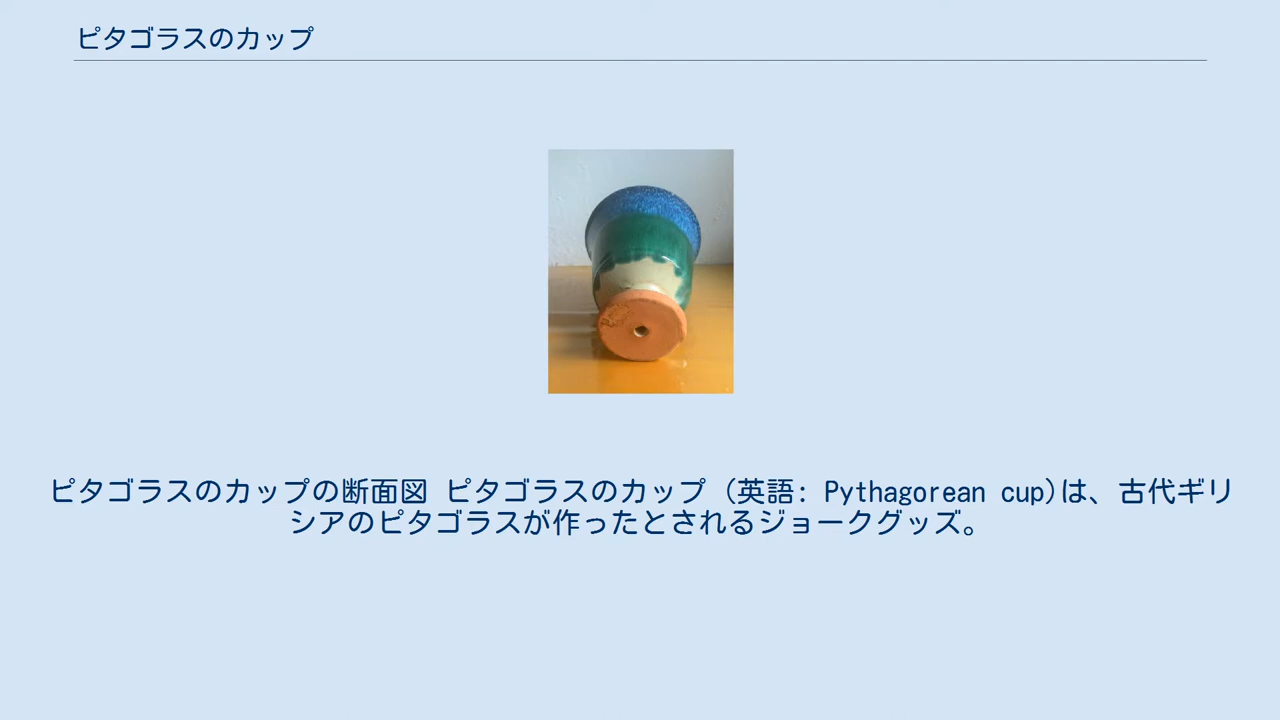 ピタゴラスのカップ
ピタゴラスのカップの断面図 ピタゴラスのカップ (英語: Pythagorean cup)は、古代ギリ
シアのピタゴラスが作ったとされるジョークグッズ。